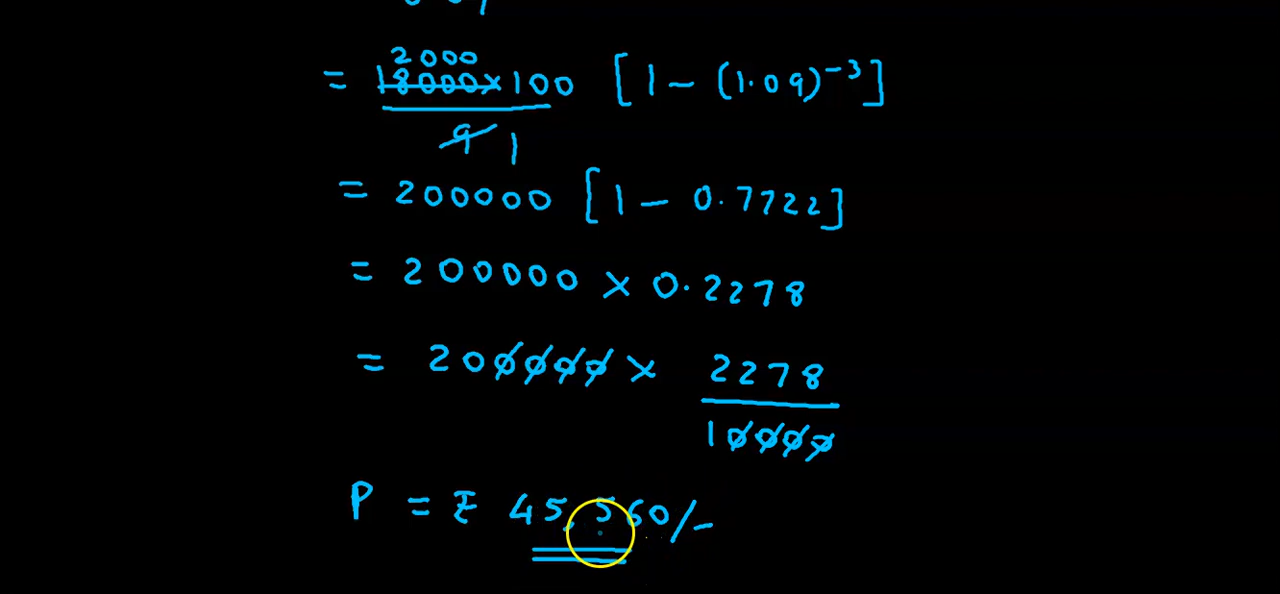 2000
= 18000×100 [1 - (1.09)⁻³]
9 1
= 200000 [1 - 0.7722]
= 200000 × 0.2278
= 200000 × 2278
10000
P = ₹ 45,560/-